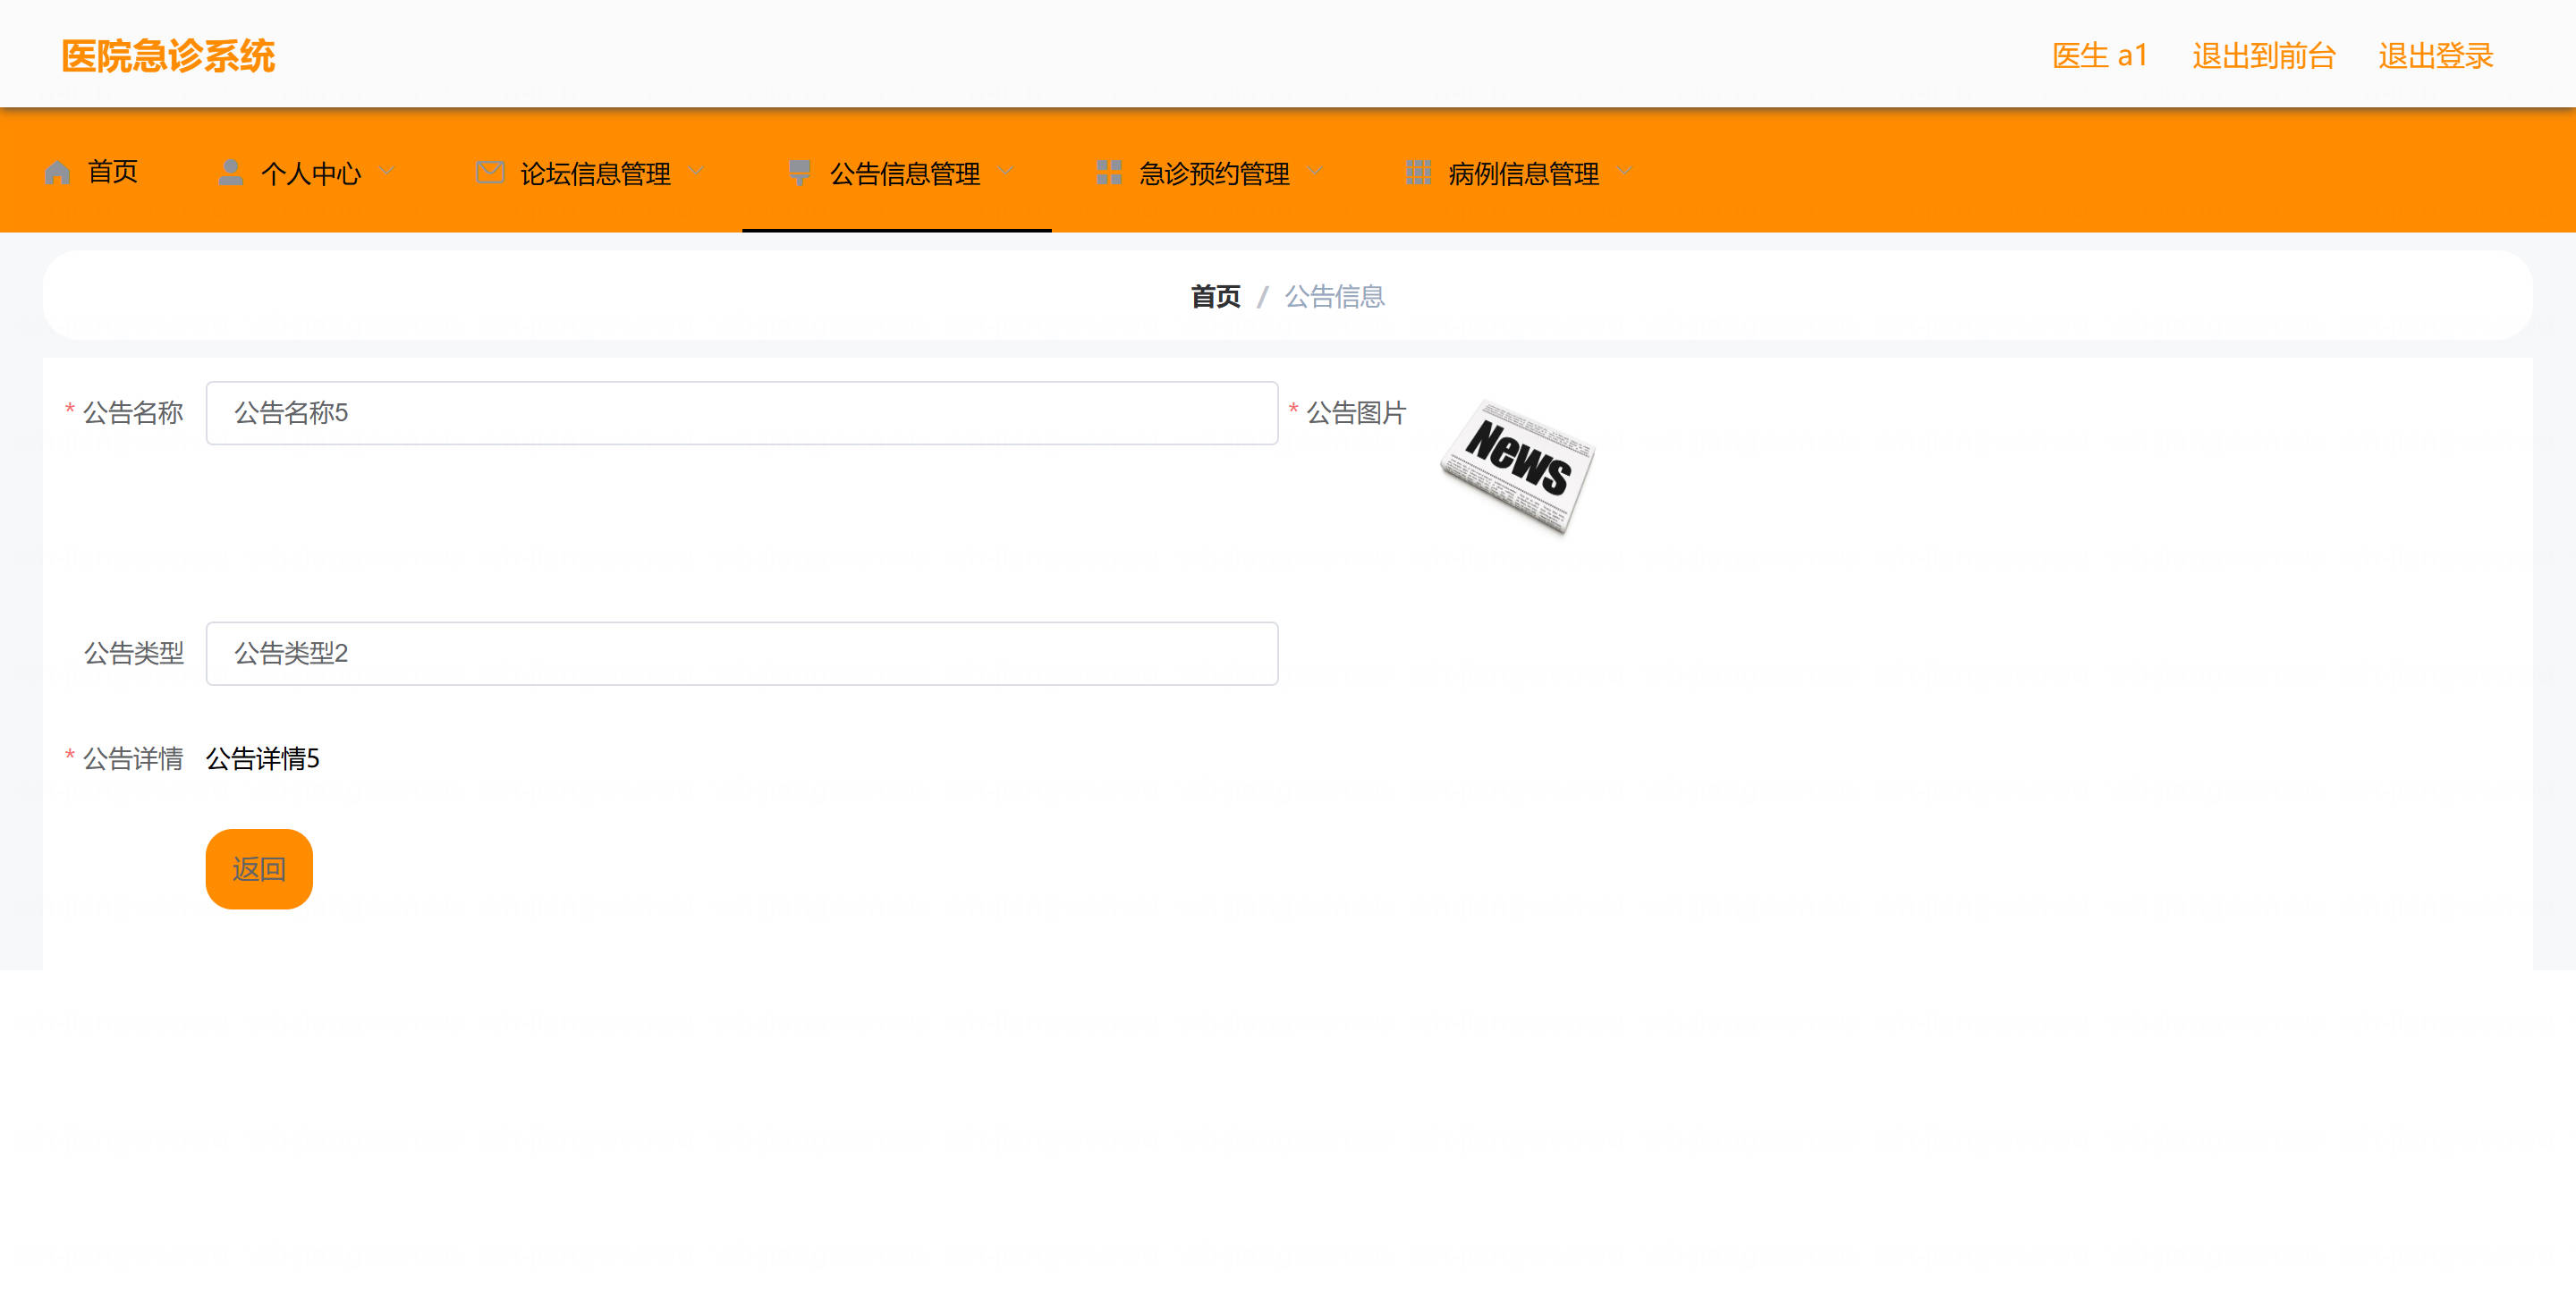 医院急诊系统
医生 a1 退出到前台 退出登录
首页 个人中心 论坛信息管理 公告信息管理 急诊预约管理 病例信息管理
首页 / 公告信息
* 公告名称 公告名称5 * 公告图片
News
公告类型 公告类型2
* 公告详情 公告详情5
返回